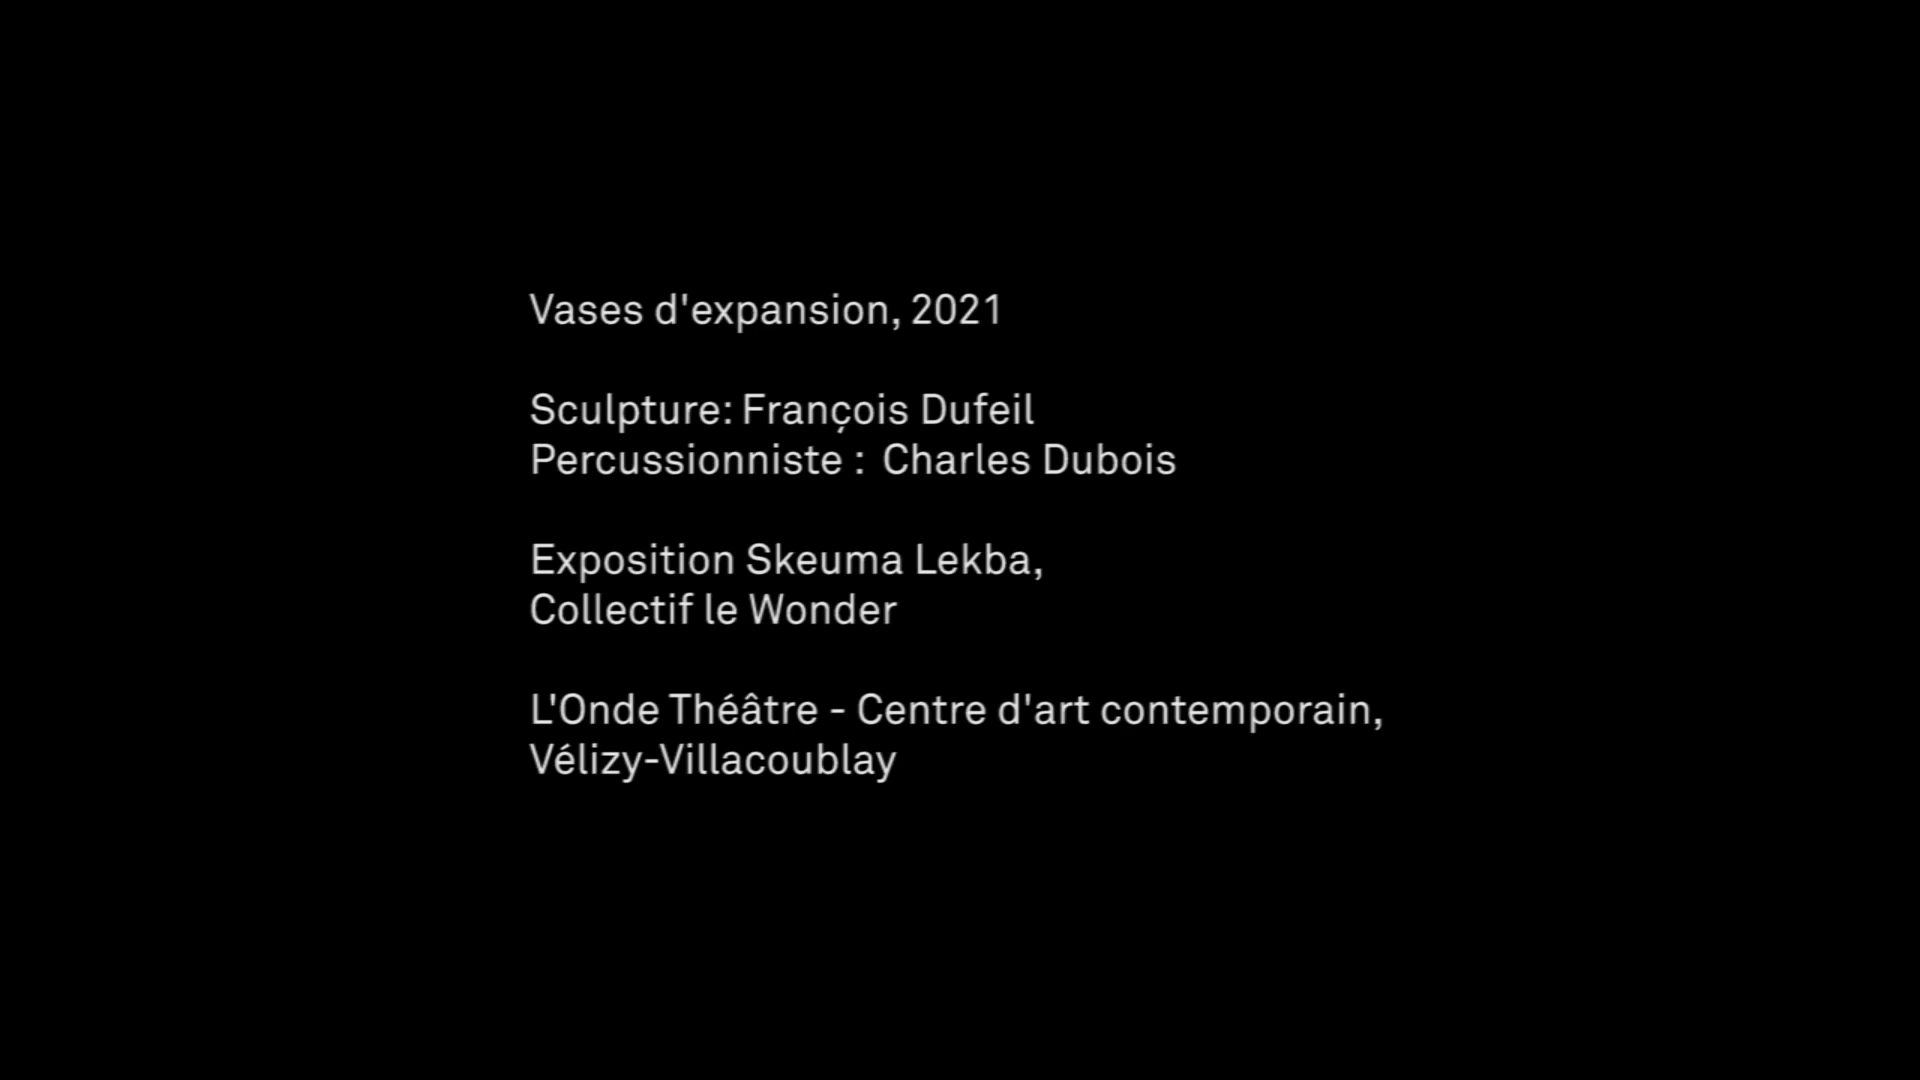 Vases d'expansion, 2021
Sculpture: François Dufeil
Percussionniste : Charles Dubois
Exposition Skeuma Lekba,
Collectif le Wonder
L'Onde Théâtre - Centre d'art contemporain,
Vélizy-Villacoublay